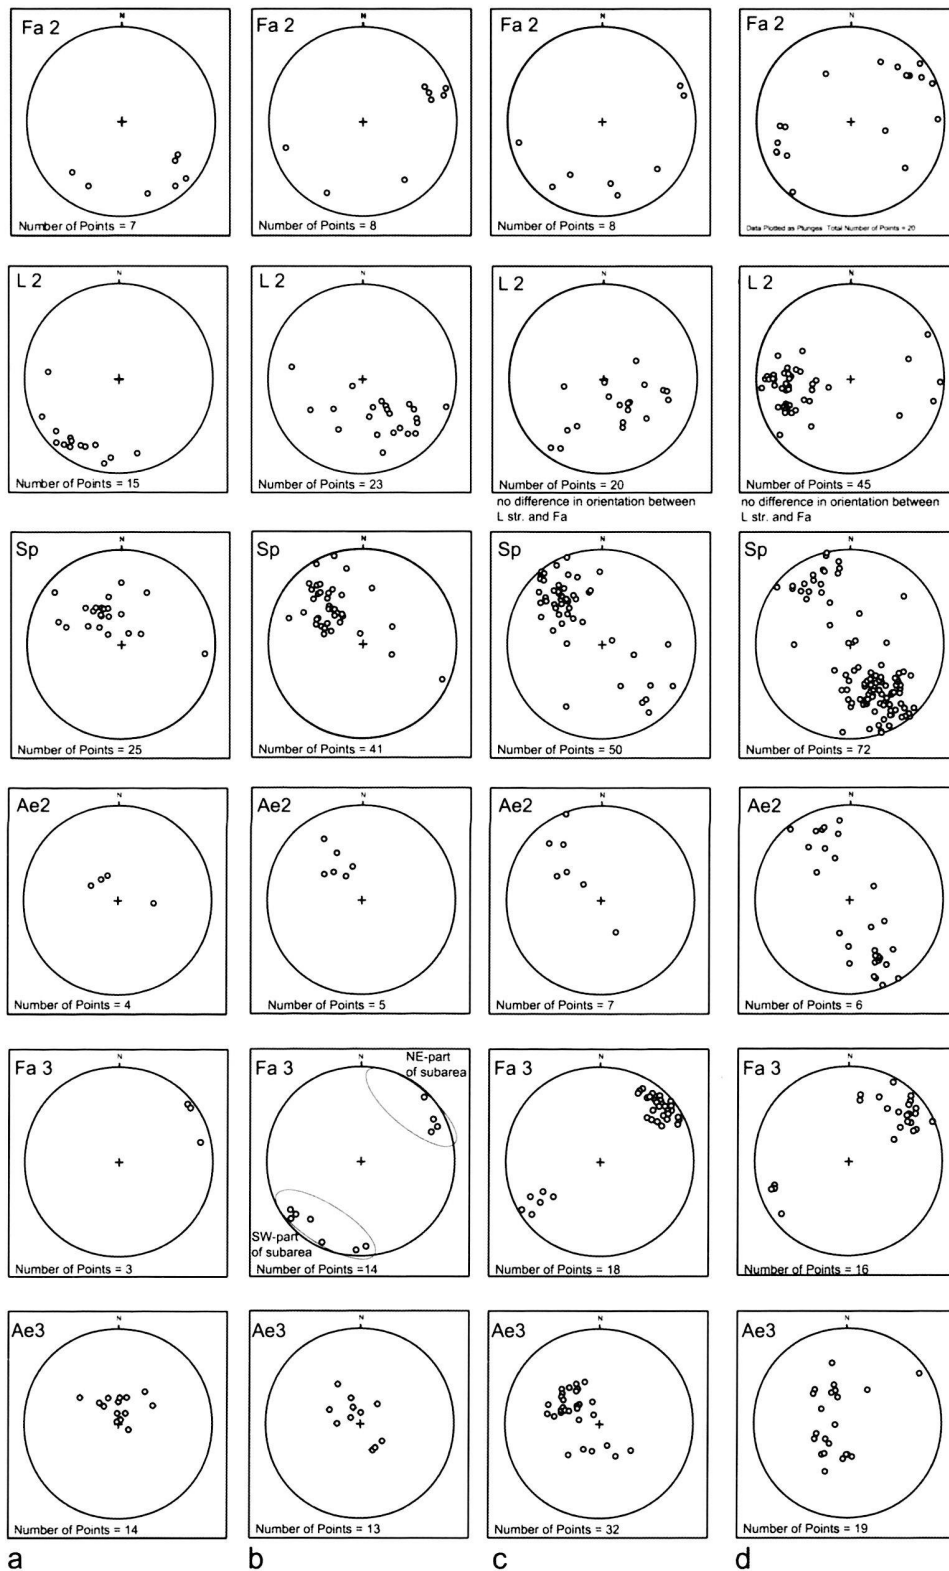 N N N N
Fa 2 Fa 2 Fa 2 Fa 2
Number of Points = 7 Number of Points = 8 Number of Points = 8 Data Plotted as Plunges Total Number of Points = 20
N N N N
L 2 L 2 L 2 L 2
Number of Points = 15 Number of Points = 23 Number of Points = 20 Number of Points = 45
no difference in orientation between no difference in orientation between
L str. and Fa L str. and Fa
N N N N
Sp Sp Sp Sp
Number of Points = 25 Number of Points = 41 Number of Points = 50 Number of Points = 72
N N N N
Ae2 Ae2 Ae2 Ae2
Number of Points = 4 Number of Points = 5 Number of Points = 7 Number of Points = 6
N N N N
Fa 3 Fa 3 NE-part Fa 3 Fa 3
of subarea
SW-part
of subarea
Number of Points = 3 Number of Points =14 Number of Points = 18 Number of Points = 16
N N N N
Ae3 Ae3 Ae3 Ae3
Number of Points = 14 Number of Points = 13 Number of Points = 32 Number of Points = 19
a b c d